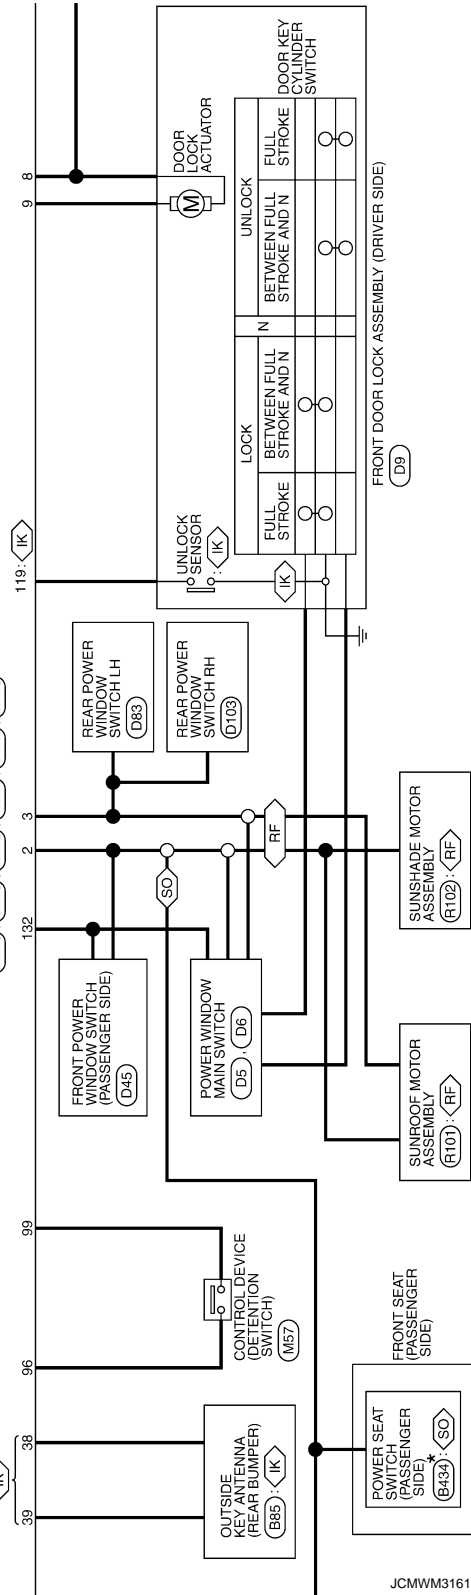 8
9
DOOR
LOCK
ACTUATOR
M
DOOR KEY
CYLINDER
SWITCH
UNLOCK
FULL
STROKE
BETWEEN FULL
STROKE AND N
N
LOCK
BETWEEN FULL
STROKE AND N
FULL
STROKE
FRONT DOOR LOCK ASSEMBLY (DRIVER SIDE)
D9
119 : IK
UNLOCK
SENSOR
: IK
IK
REAR POWER
WINDOW
SWITCH LH
D83
REAR POWER
WINDOW
SWITCH RH
D103
3
2
132
SO
RF
SUNSHADE MOTOR
ASSEMBLY
R102 : RF
FRONT POWER
WINDOW SWITCH
(PASSENGER SIDE)
D45
POWER WINDOW
MAIN SWITCH
D5 , D6
SUNROOF MOTOR
ASSEMBLY
R101 : RF
99
96
CONTROL DEVICE
(DETENTION
SWITCH)
M57
38
39
OUTSIDE
KEY ANTENNA
(REAR BUMPER)
B85 : IK
FRONT SEAT
(PASSENGER
SIDE)
POWER SEAT
SWITCH
(PASSENGER
SIDE)
*
B434 : SO
JCMWM3161